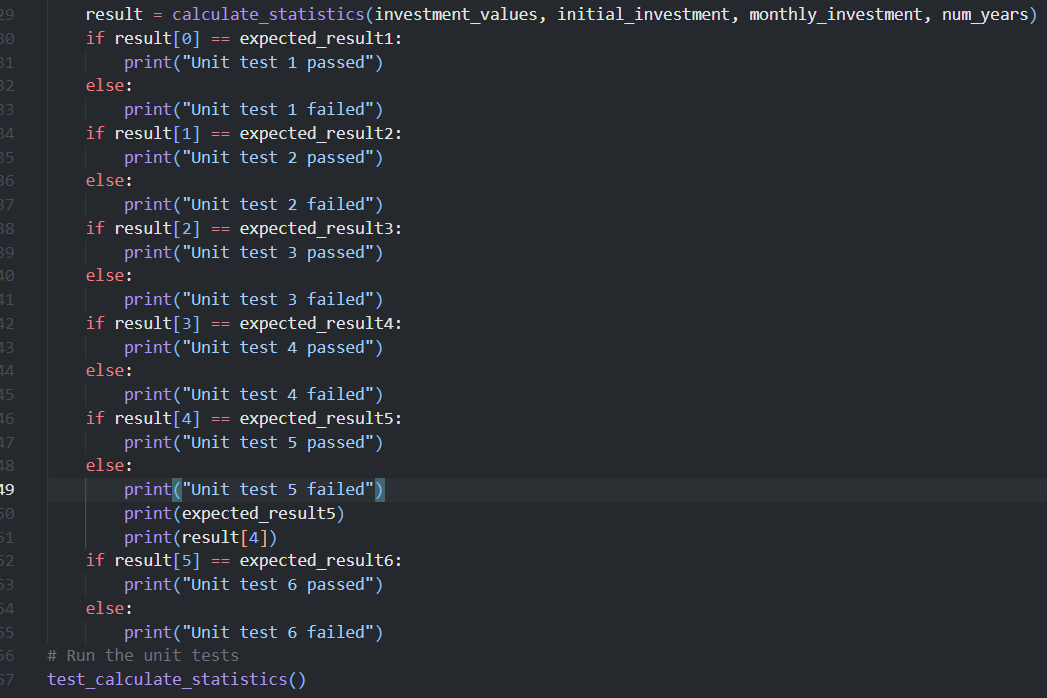 29 result = calculate_statistics(investment_values, initial_investment, monthly_investment, num_years)
30 if result[0] == expected_result1:
31 print("Unit test 1 passed")
32 else:
33 print("Unit test 1 failed")
34 if result[1] == expected_result2:
35 print("Unit test 2 passed")
36 else:
37 print("Unit test 2 failed")
38 if result[2] == expected_result3:
39 print("Unit test 3 passed")
40 else:
41 print("Unit test 3 failed")
42 if result[3] == expected_result4:
43 print("Unit test 4 passed")
44 else:
45 print("Unit test 4 failed")
46 if result[4] == expected_result5:
47 print("Unit test 5 passed")
48 else:
49 print("Unit test 5 failed")
50 print(expected_result5)
51 print(result[4])
52 if result[5] == expected_result6:
53 print("Unit test 6 passed")
54 else:
55 print("Unit test 6 failed")
56 # Run the unit tests
57 test_calculate_statistics()